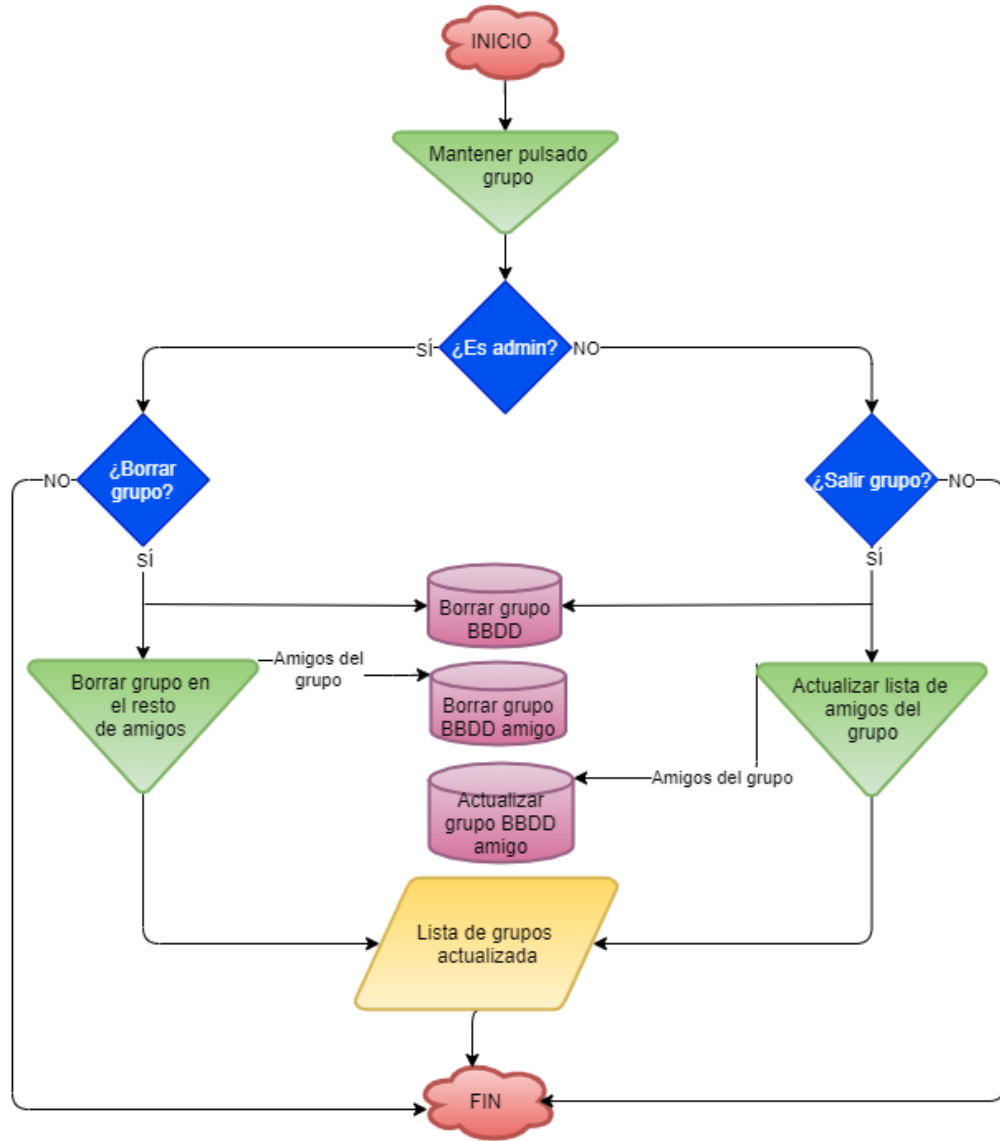 INICIO
Mantener pulsado
grupo
SÍ
¿Es admin?
NO
NO
¿Borrar
grupo?
¿Salir grupo?
NO
SÍ
SÍ
Borrar grupo
BBDD
Borrar grupo en
el resto
de amigos
Amigos del
grupo
Borrar grupo
BBDD amigo
Actualizar lista de
amigos del
grupo
Amigos del grupo
Actualizar
grupo BBDD
amigo
Lista de grupos
actualizada
FIN